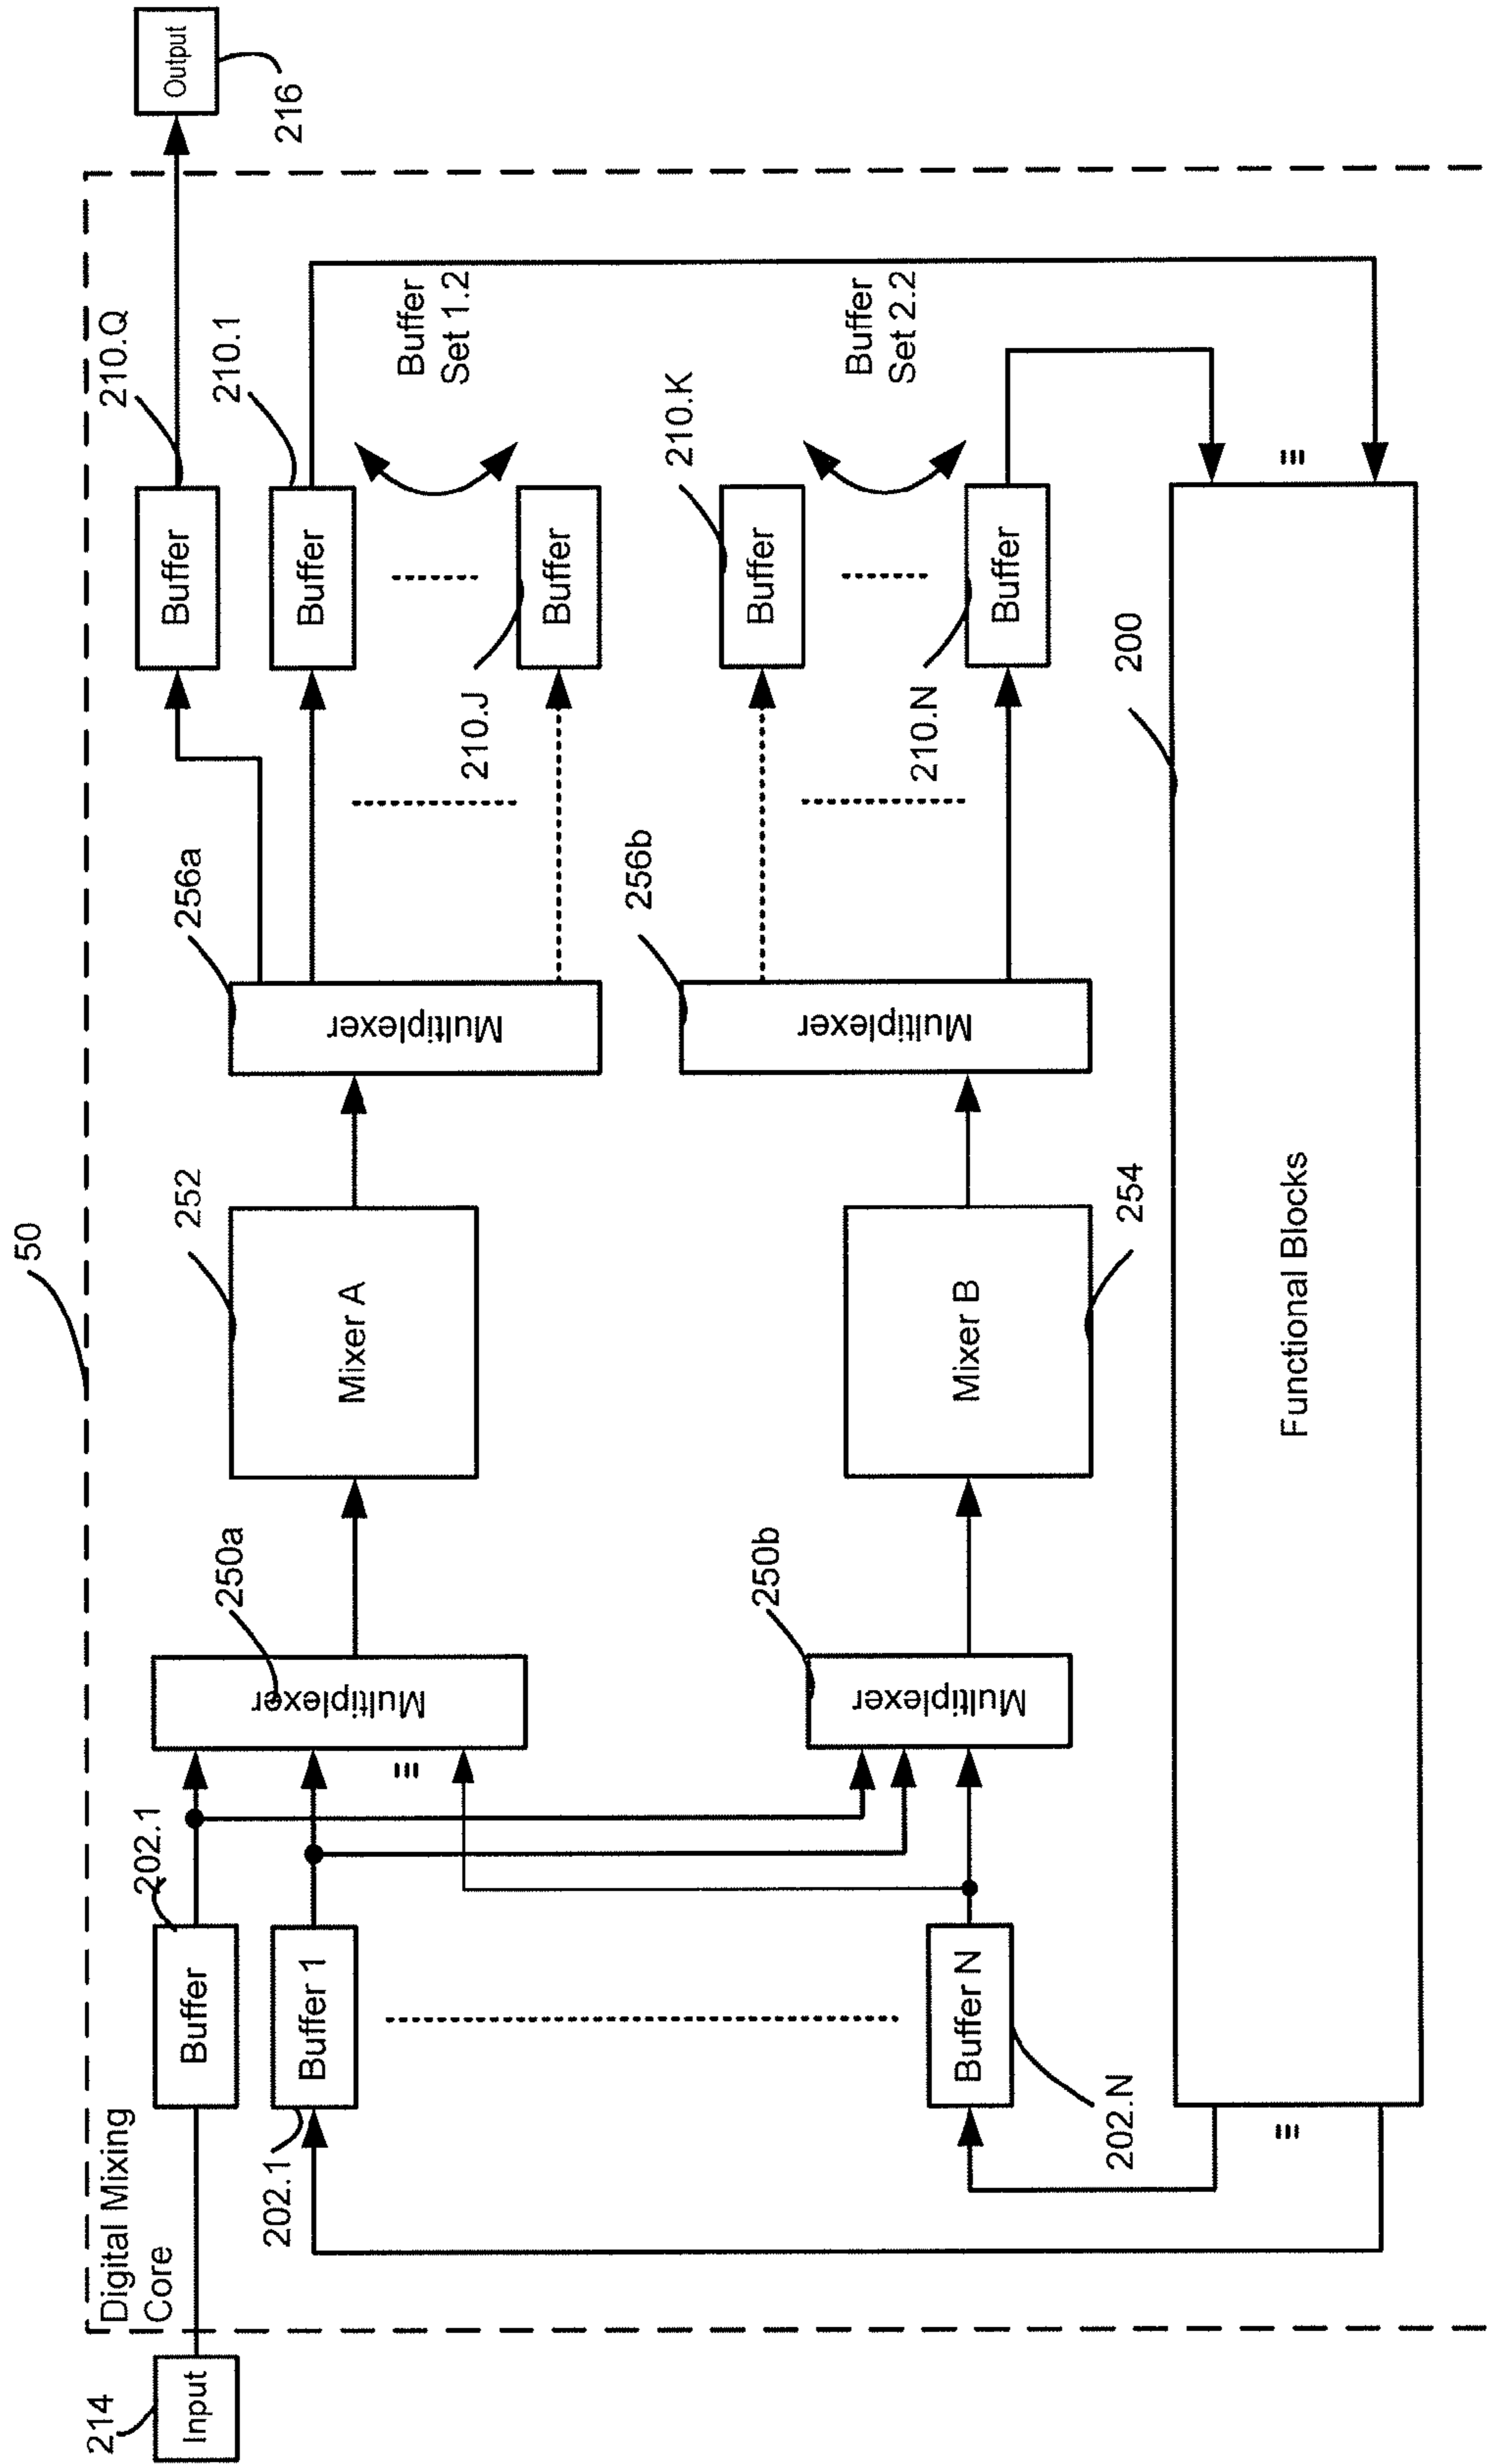 50
Digital Mixing
Core
214
Input
Buffer
202.1
Buffer 1
202.1
Buffer N
202.N
Multiplexer
250a
Multiplexer
250b
Mixer A
252
Mixer B
254
Multiplexer
256a
Multiplexer
256b
Buffer
210.Q
Buffer
210.1
Buffer
210.J
Buffer
Set 1.2
Buffer
210.K
Buffer
210.N
Buffer
Set 2.2
Output
216
Functional Blocks
200